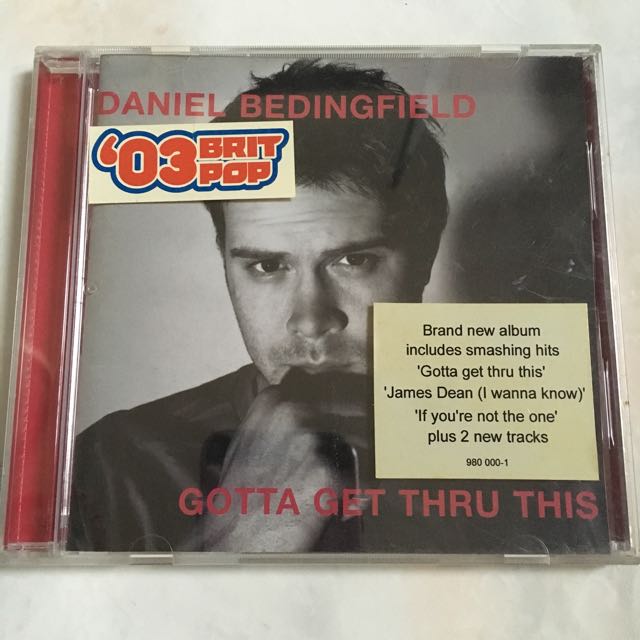 DANIEL BEDINGFIELD
'03 BRIT
POP
Brand new album
includes smashing hits
'Gotta get thru this'
'James Dean (I wanna know)'
'If you're not the one'
plus 2 new tracks
980 000-1
GOTTA GET THRU THIS